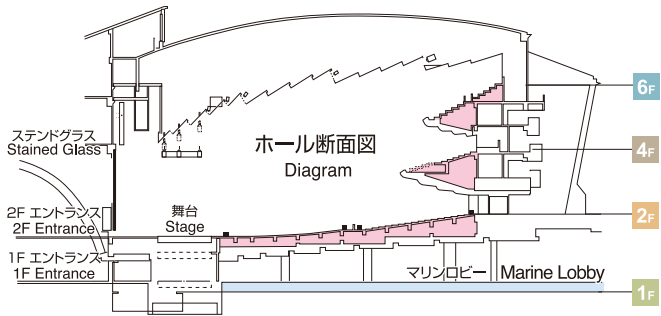 6F
ステンドグラス
Stained Glass
ホール断面図
Diagram
4F
2F エントランス
2F Entrance
舞台
Stage
2F
1F エントランス
1F Entrance
マリンロビー Marine Lobby
1F